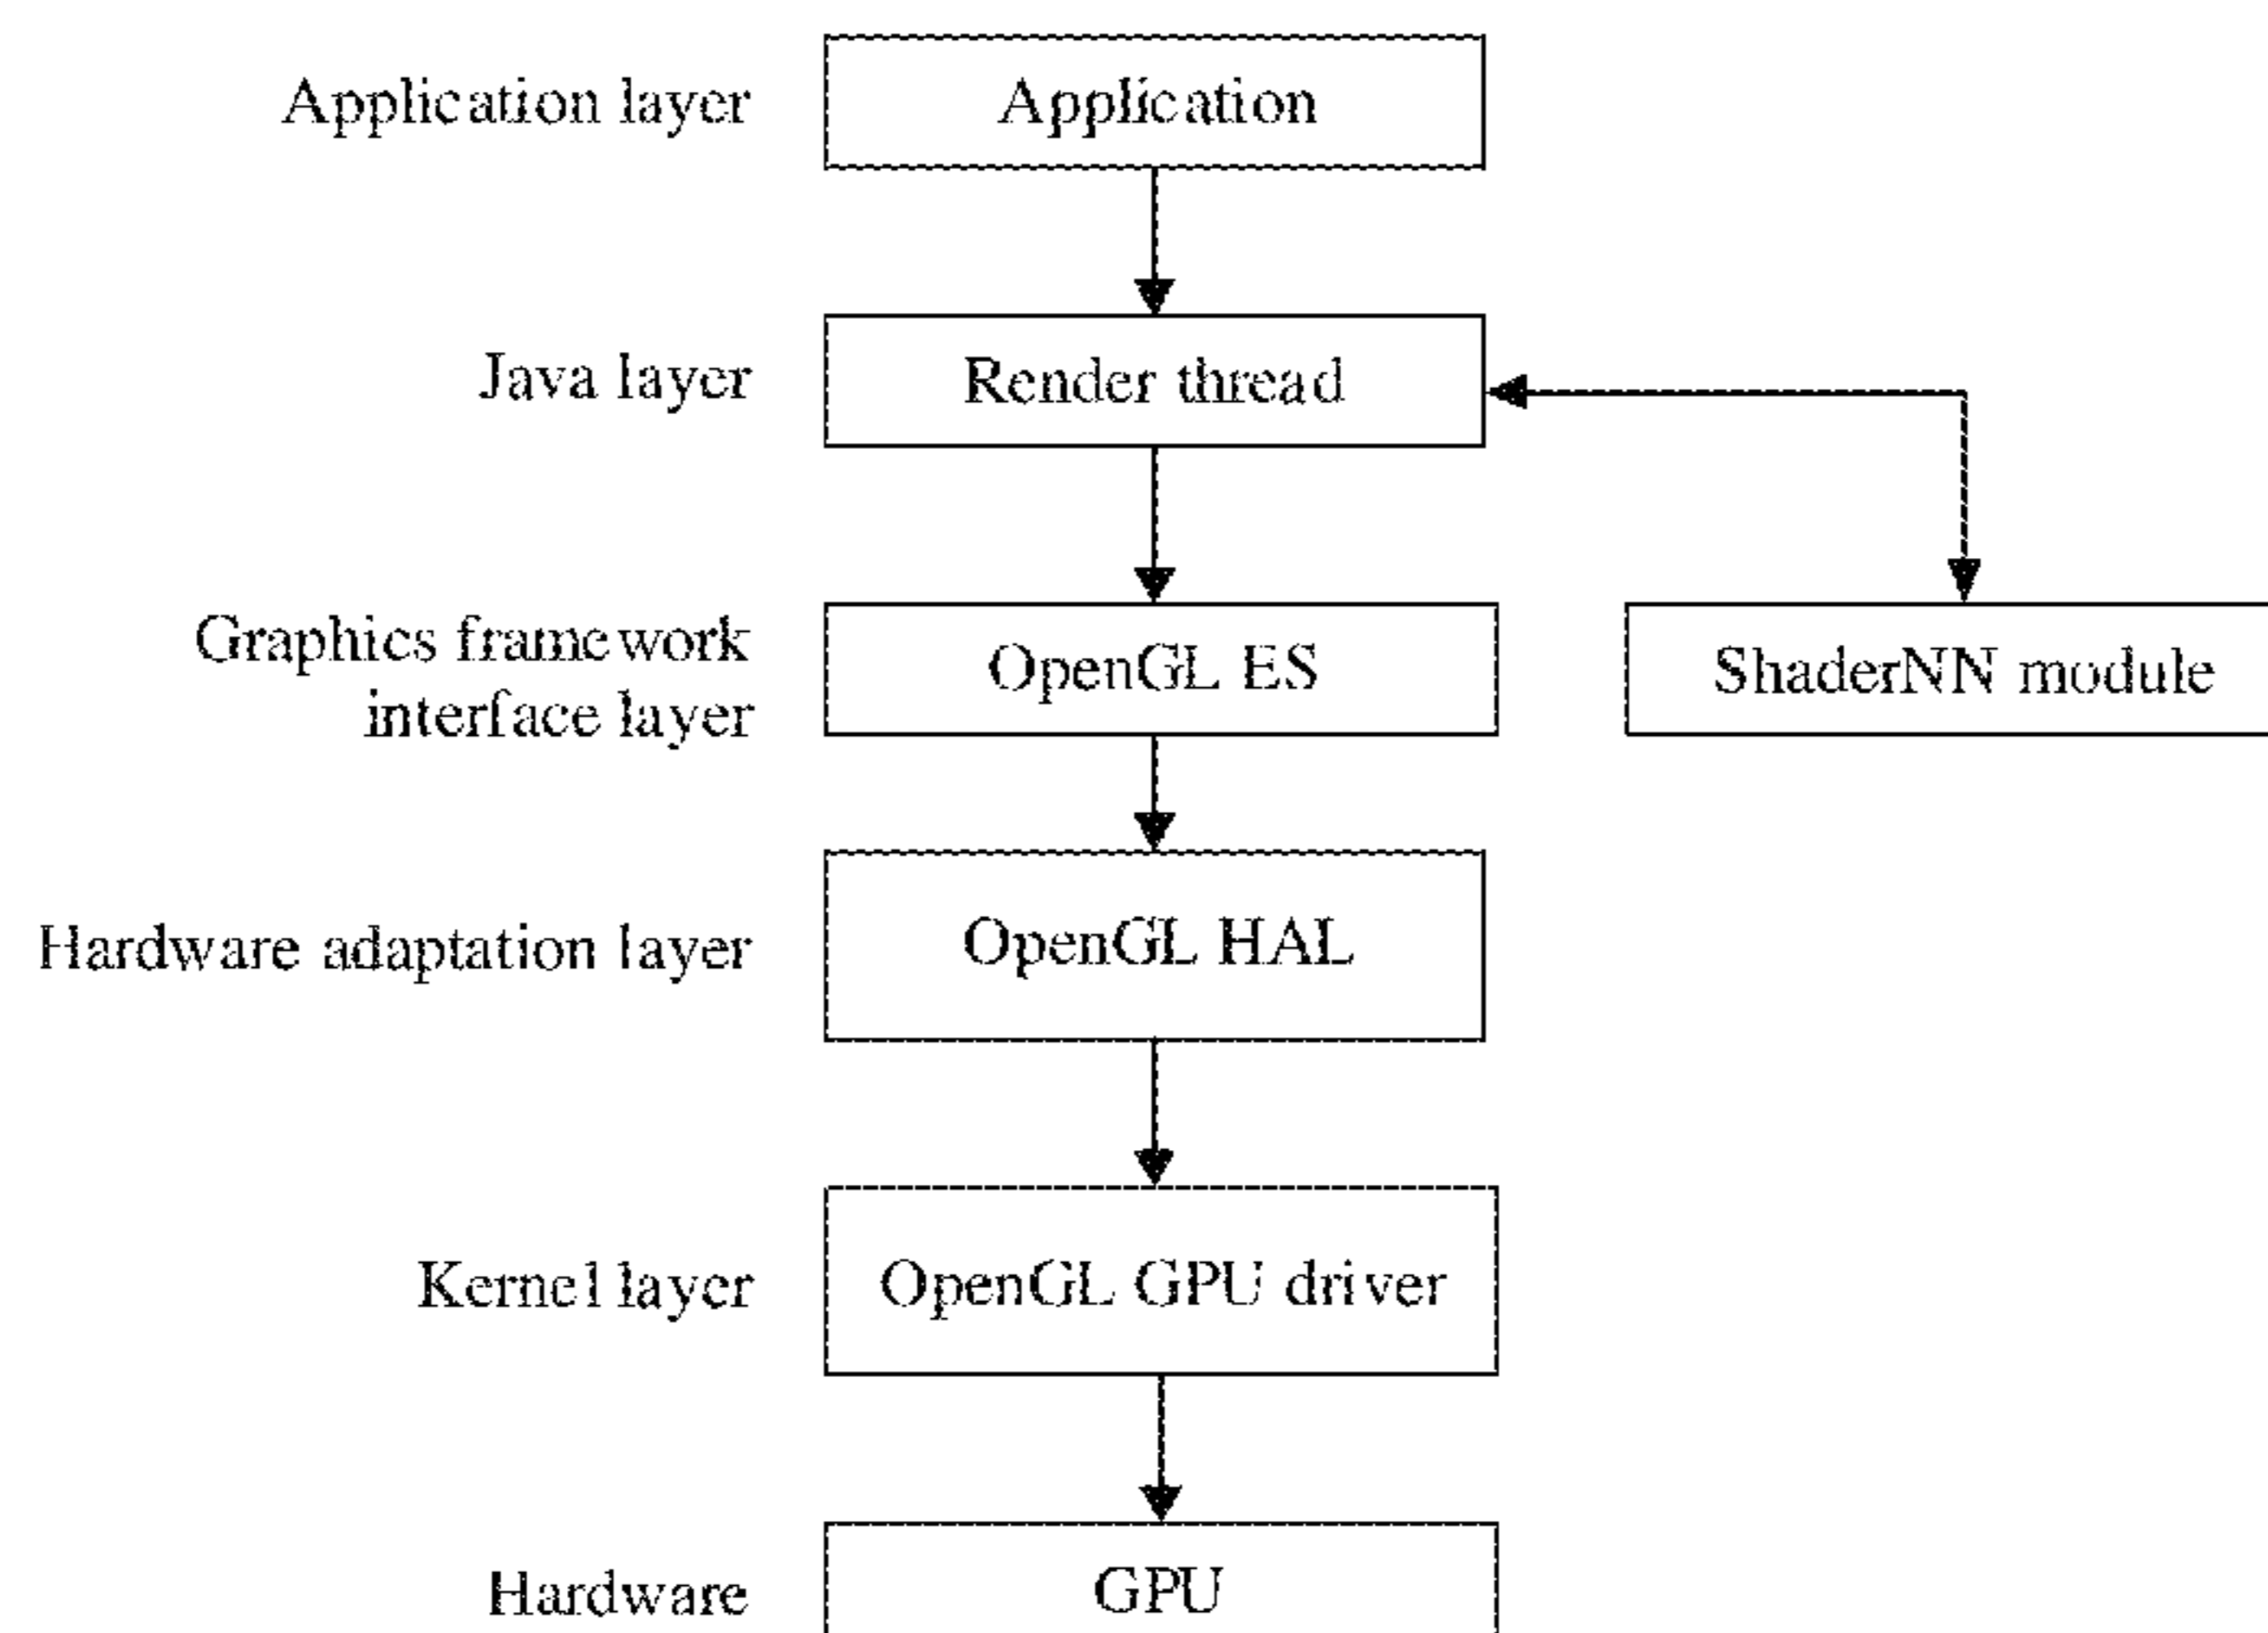 Application layer
Application
Java layer
Render thread
Graphics framework
interface layer
OpenGL ES
ShaderNN module
Hardware adaptation layer
OpenGL HAL
Kernel layer
OpenGL GPU driver
Hardware
GPU